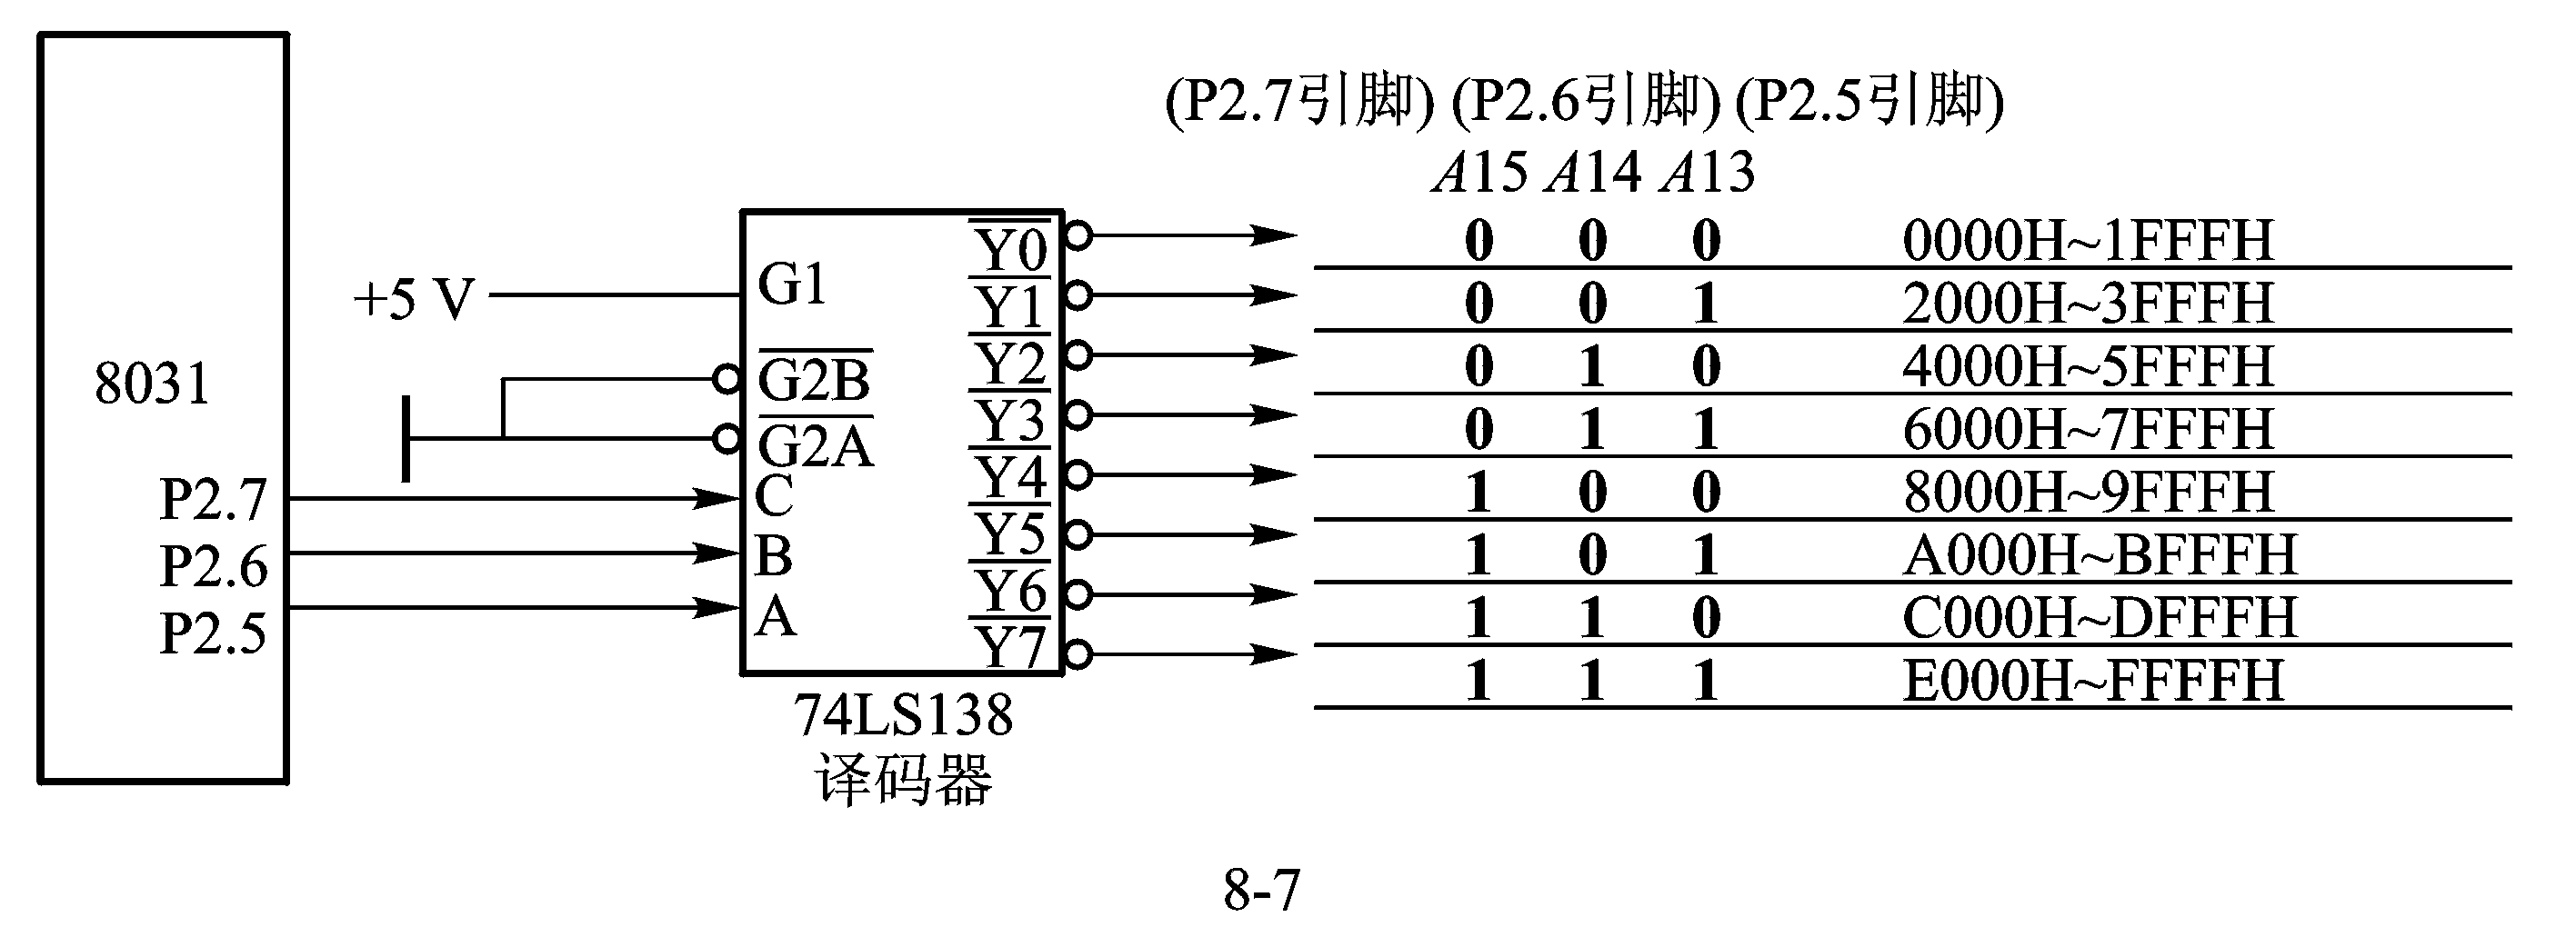 (P2.7引脚) (P2.6引脚) (P2.5引脚)
A15 A14 A13
8031
P2.7
P2.6
P2.5
+5 V
G1
G2B
G2A
C
B
A
Y0
Y1
Y2
Y3
Y4
Y5
Y6
Y7
74LS138
译码器
0 0 0 0000H~1FFFH
0 0 1 2000H~3FFFH
0 1 0 4000H~5FFFH
0 1 1 6000H~7FFFH
1 0 0 8000H~9FFFH
1 0 1 A000H~BFFFH
1 1 0 C000H~DFFFH
1 1 1 E000H~FFFFH
8-7